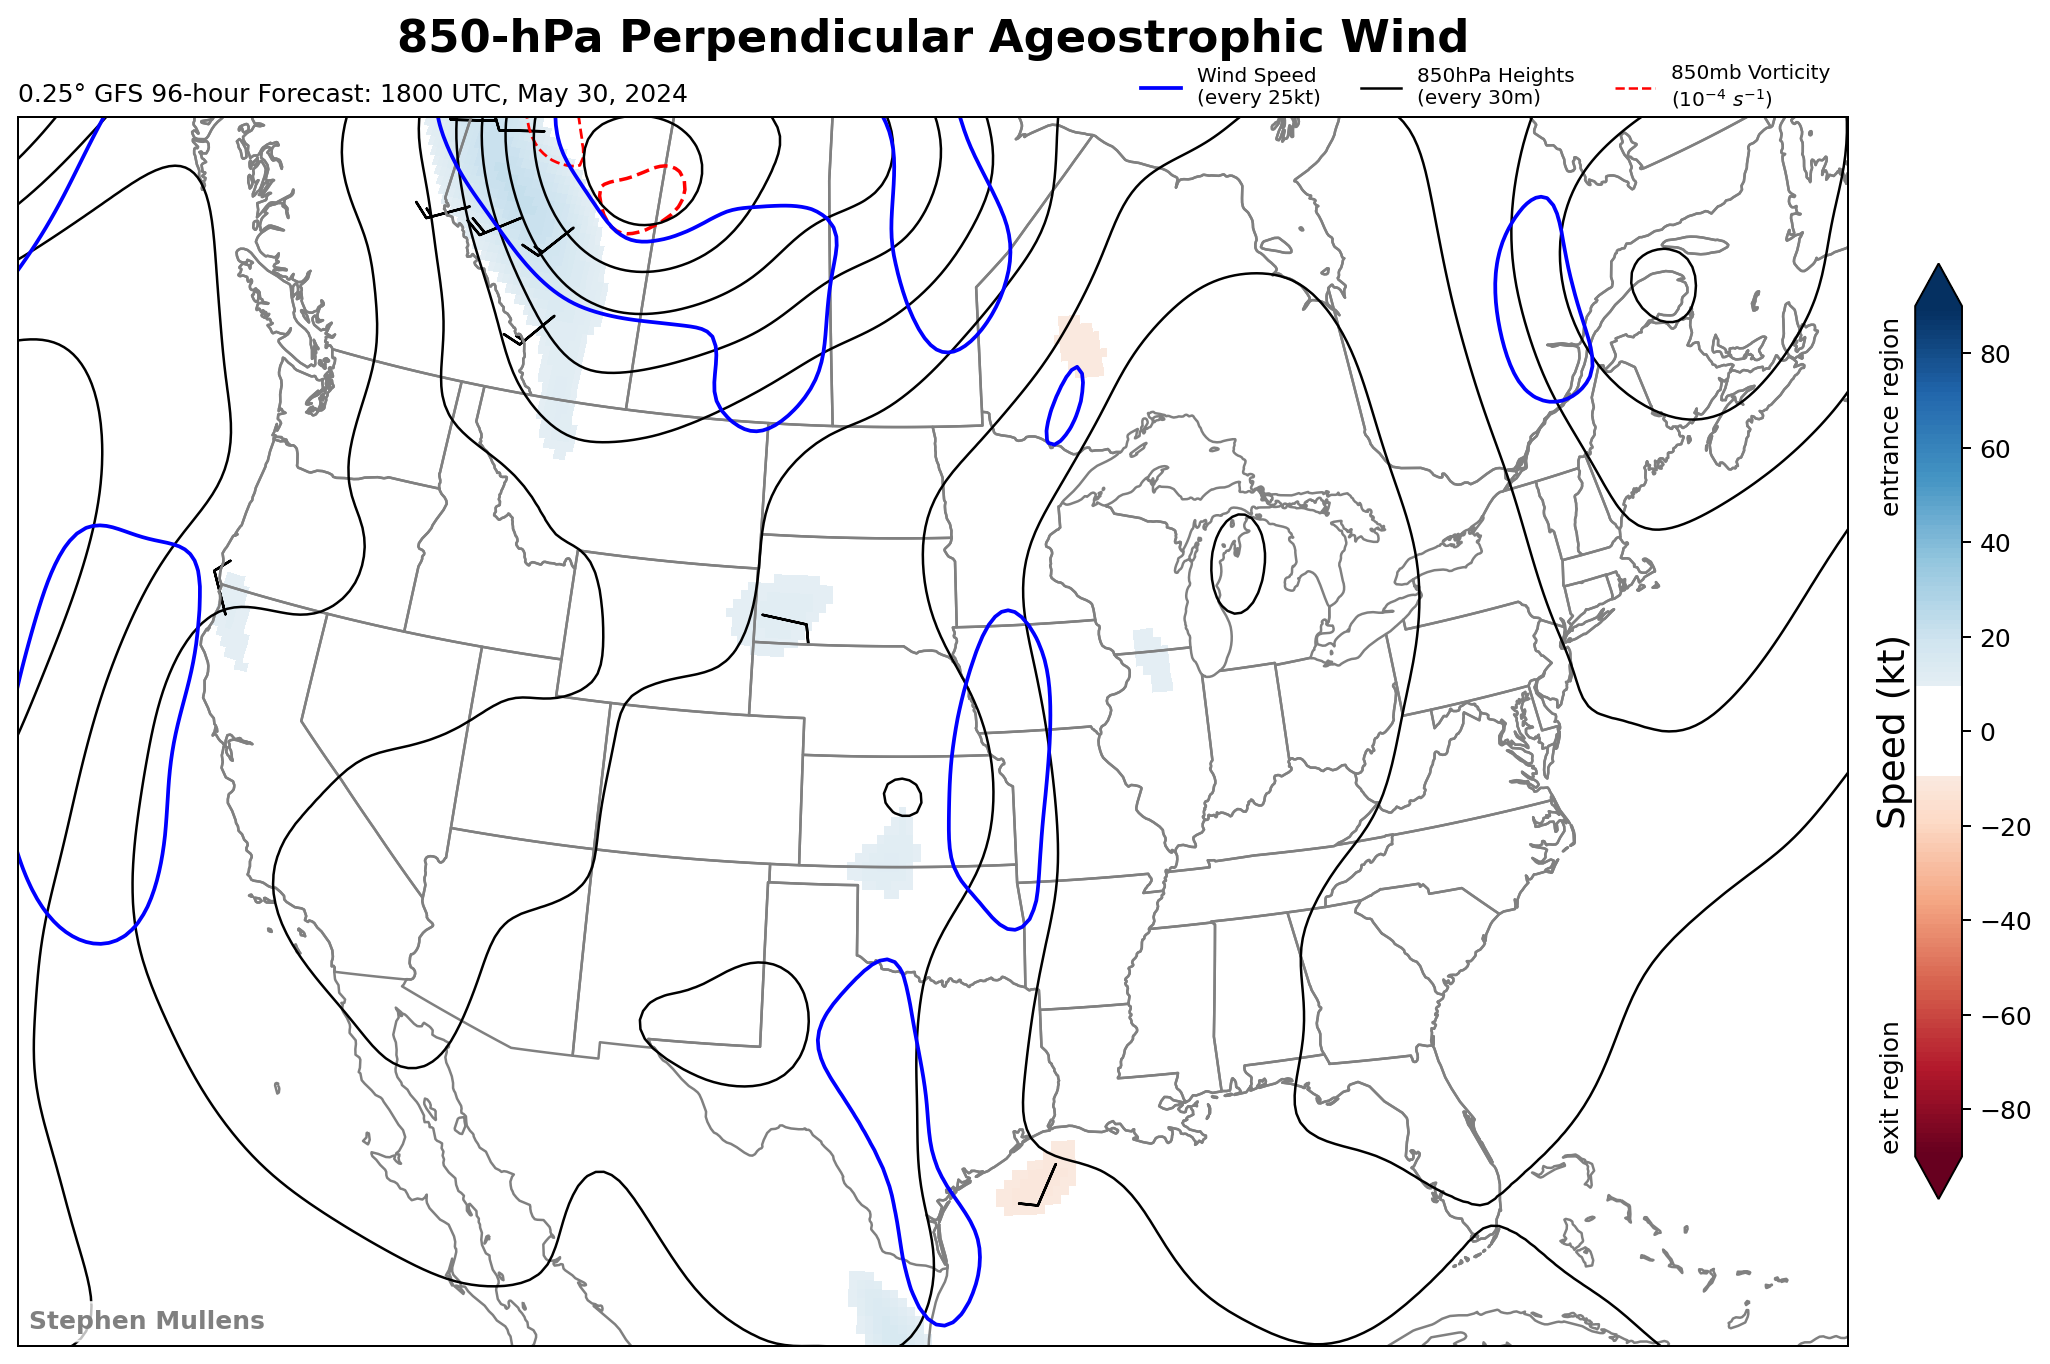 850-hPa Perpendicular Ageostrophic Wind
0.25° GFS 96-hour Forecast: 1800 UTC, May 30, 2024
Wind Speed
(every 25kt)
850hPa Heights
(every 30m)
850mb Vorticity
(10⁻⁴ s⁻¹)
entrance region
Speed (kt)
exit region
80
60
40
20
0
−20
−40
−60
−80
Stephen Mullens